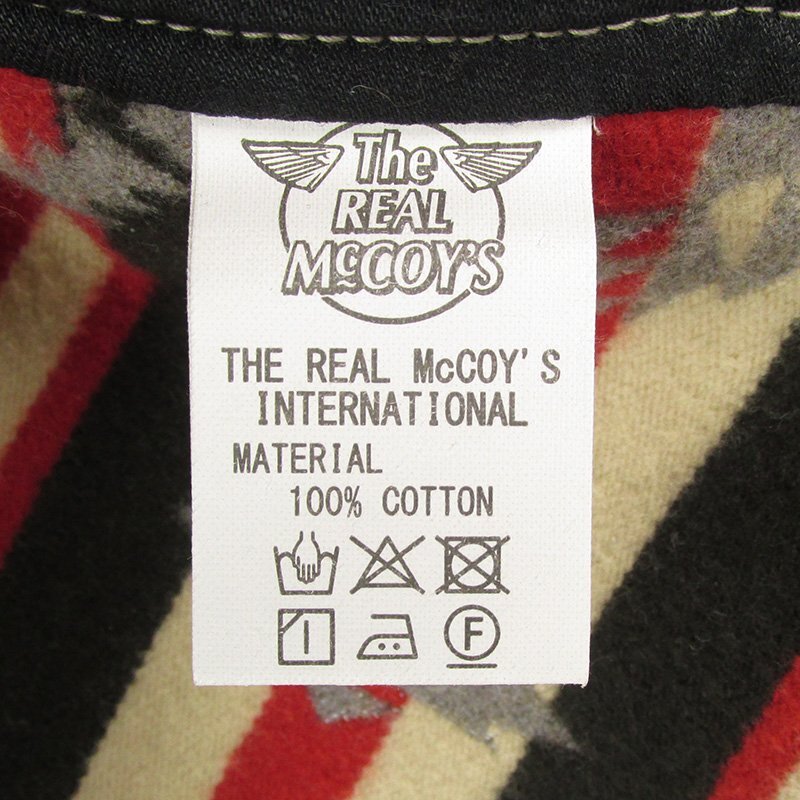 The
REAL
McCOY'S
THE REAL McCOY'S
INTERNATIONAL
MATERIAL
100% COTTON
F